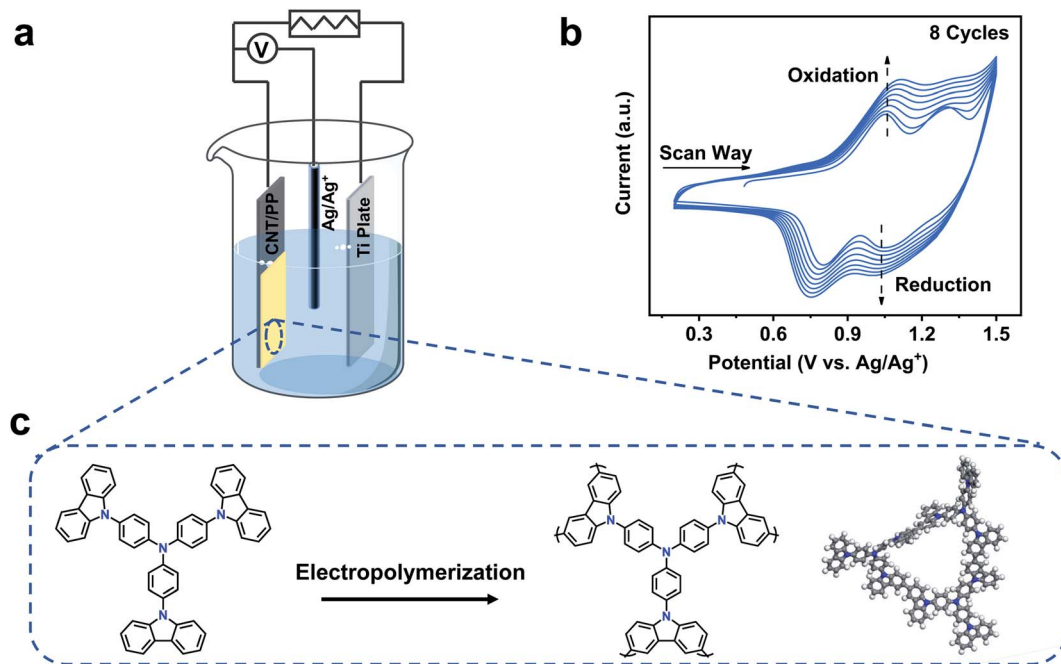 a
V
CNT/PP
Ag/Ag⁺
Ti Plate
b
8 Cycles
Oxidation
Scan Way
Reduction
Current (a.u.)
0.3 0.6 0.9 1.2 1.5
Potential (V vs. Ag/Ag⁺)
c
N N
N
N
Electropolymerization
N N
N
N